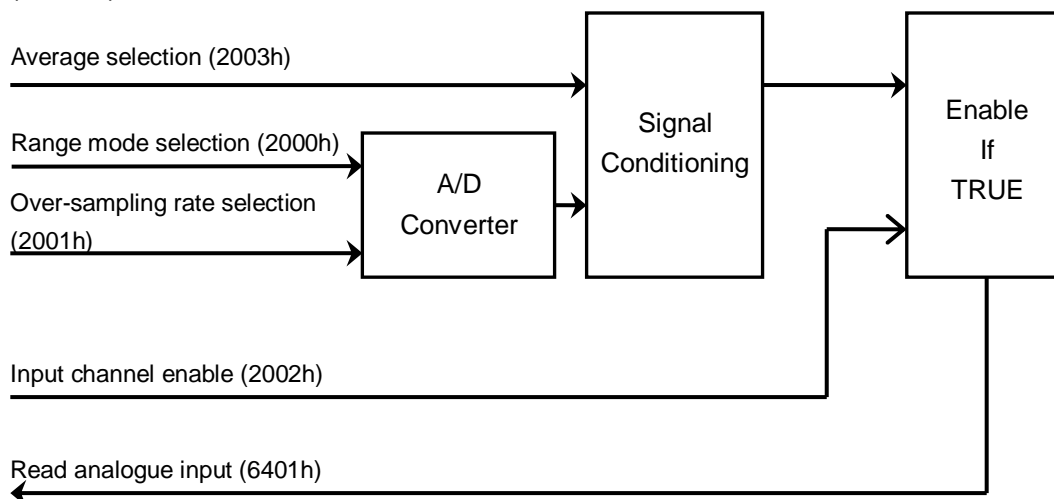 Average selection (2003h)
Range mode selection (2000h)
Over-sampling rate selection
(2001h)
A/D
Converter
Signal
Conditioning
Enable
If
TRUE
Input channel enable (2002h)
Read analogue input (6401h)